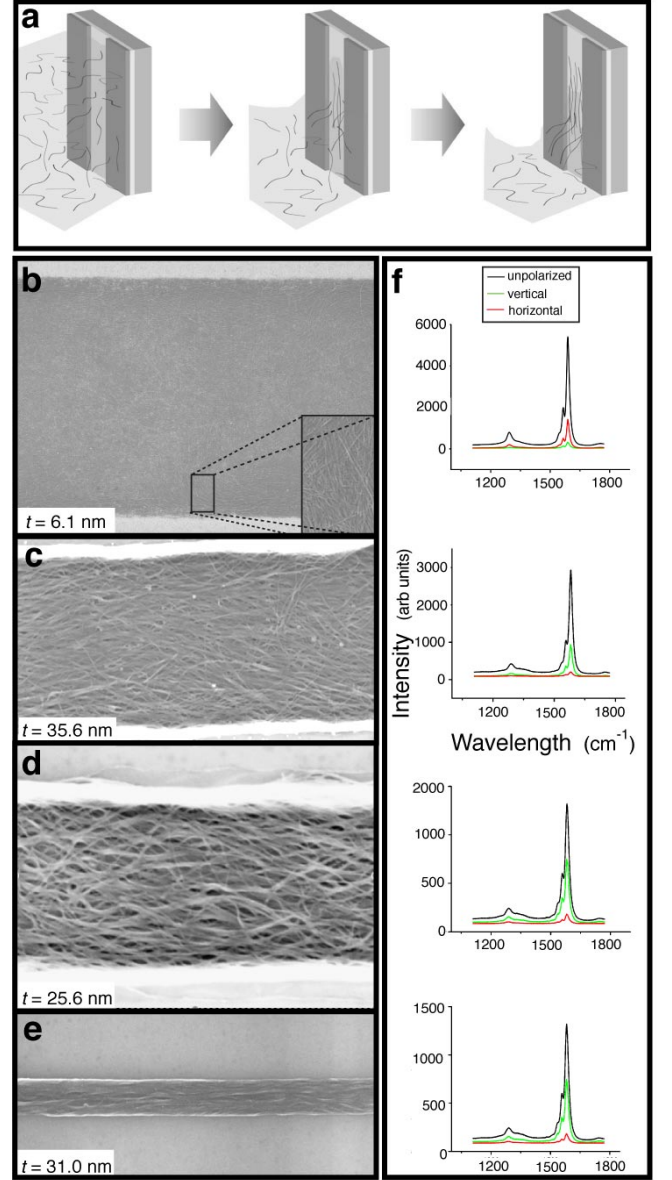 a
b
t = 6.1 nm
c
t = 35.6 nm
d
t = 25.6 nm
e
t = 31.0 nm
f
unpolarized
vertical
horizontal
6000
4000
2000
0
1200 1500 1800
3000
2000
1000
0
1200 1500 1800
Intensity (arb units)
Wavelength (cm⁻¹)
2000
1000
500
0
1200 1500 1800
1500
1000
500
0
1200 1500 1800